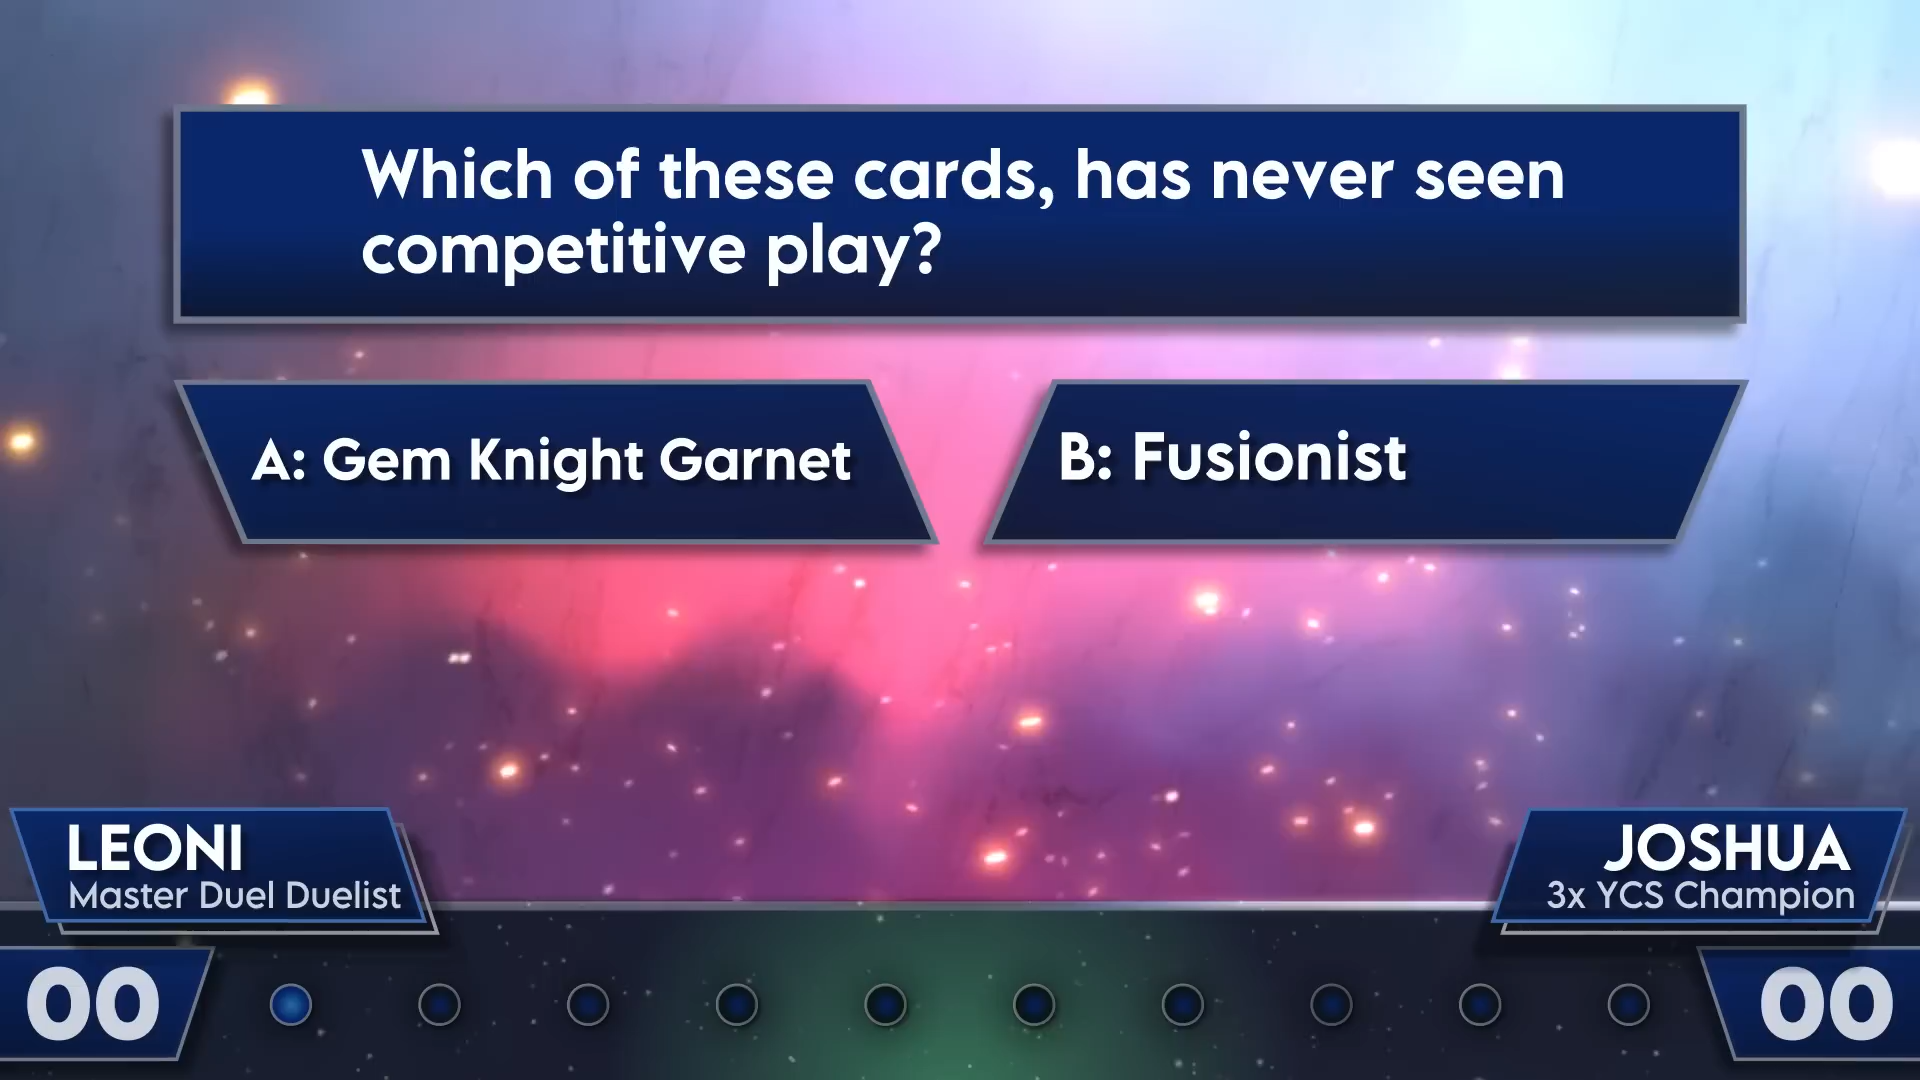 Which of these cards, has never seen
competitive play?
A: Gem Knight Garnet
B: Fusionist
LEONI
Master Duel Duelist
JOSHUA
3x YCS Champion
00
00